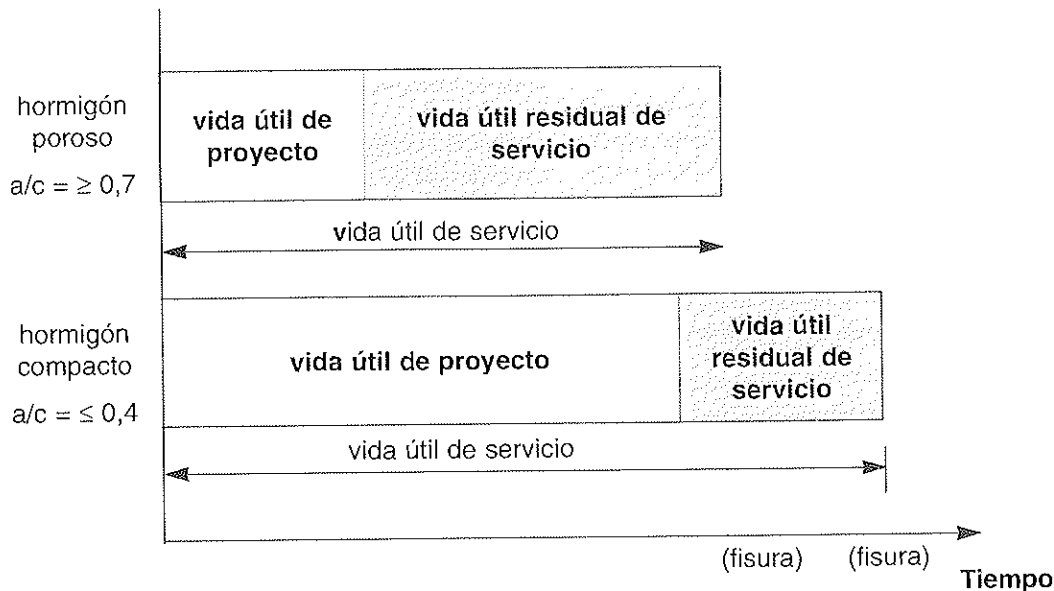 hormigón
poroso
a/c = ≥ 0,7
vida útil de
proyecto
vida útil residual de
servicio
vida útil de servicio
hormigón
compacto
a/c = ≤ 0,4
vida útil de proyecto
vida útil
residual de
servicio
vida útil de servicio
(fisura) (fisura)
Tiempo